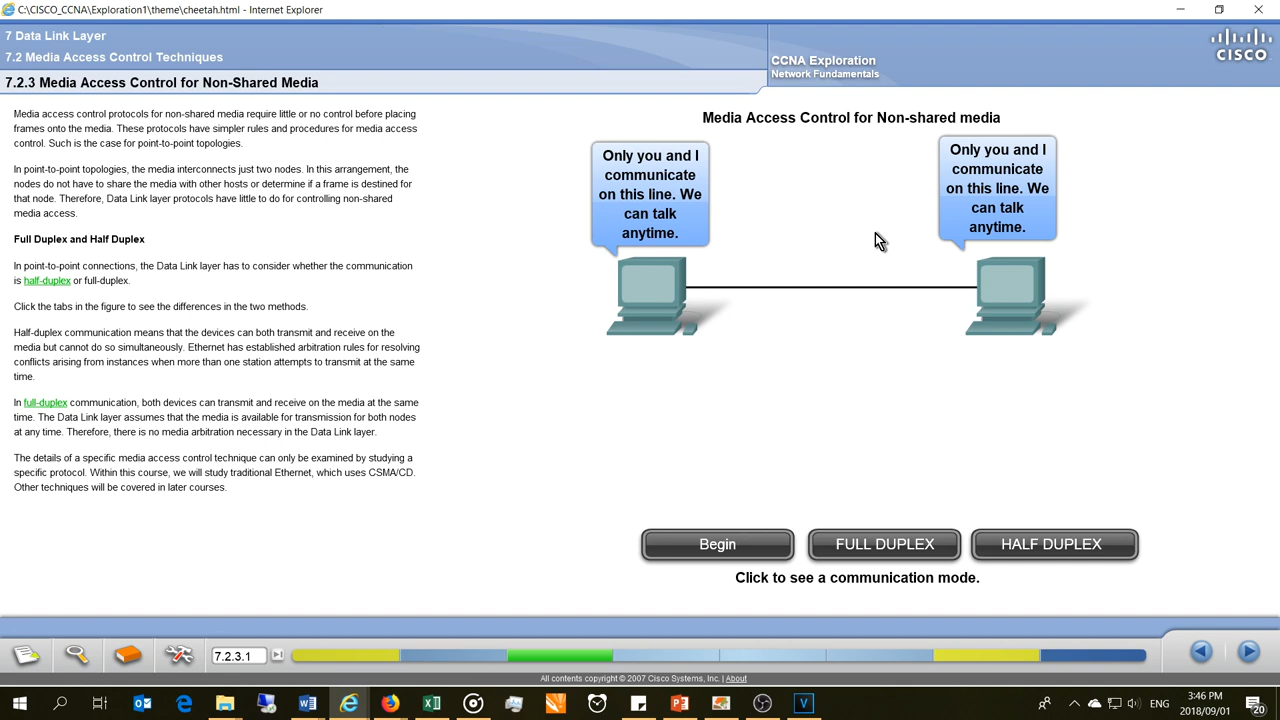 C:\CISCO_CCNA\Exploration1\theme\cheetah.html - Internet Explorer
7 Data Link Layer
7.2 Media Access Control Techniques
7.2.3 Media Access Control for Non-Shared Media
CCNA Exploration
Network Fundamentals
CISCO
Media access control protocols for non-shared media require little or no control before placing
frames onto the media. These protocols have simpler rules and procedures for media access
control. Such is the case for point-to-point topologies.
In point-to-point topologies, the media interconnects just two nodes. In this arrangement, the
nodes do not have to share the media with other hosts or determine if a frame is destined for
that node. Therefore, Data Link layer protocols have little to do for controlling non-shared
media access.
Full Duplex and Half Duplex
In point-to-point connections, the Data Link layer has to consider whether the communication
is half-duplex or full-duplex.
Click the tabs in the figure to see the differences in the two methods.
Half-duplex communication means that the devices can both transmit and receive on the
media but cannot do so simultaneously. Ethernet has established arbitration rules for resolving
conflicts arising from instances when more than one station attempts to transmit at the same
time.
In full-duplex communication, both devices can transmit and receive on the media at the same
time. The Data Link layer assumes that the media is available for transmission for both nodes
at any time. Therefore, there is no media arbitration necessary in the Data Link layer.
The details of a specific media access control technique can only be examined by studying a
specific protocol. Within this course, we will study traditional Ethernet, which uses CSMA/CD.
Other techniques will be covered in later courses.
Media Access Control for Non-shared media
Only you and I
communicate
on this line. We
can talk
anytime.
Only you and I
communicate
on this line. We
can talk
anytime.
Begin
FULL DUPLEX
HALF DUPLEX
Click to see a communication mode.
7.2.3.1
All contents copyright © 2007 Cisco Systems, Inc. | About
3:46 PM
2018/09/01
20